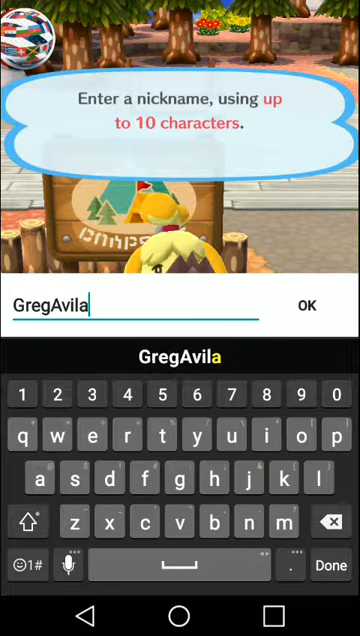 Enter a nickname, using up
to 10 characters.
GregAvila
OK
GregAvila
1 2 3 4 5 6 7 8 9 0
q w e r t y u i o p
a s d f g h j k l
z x c v b n m
☺1# . Done